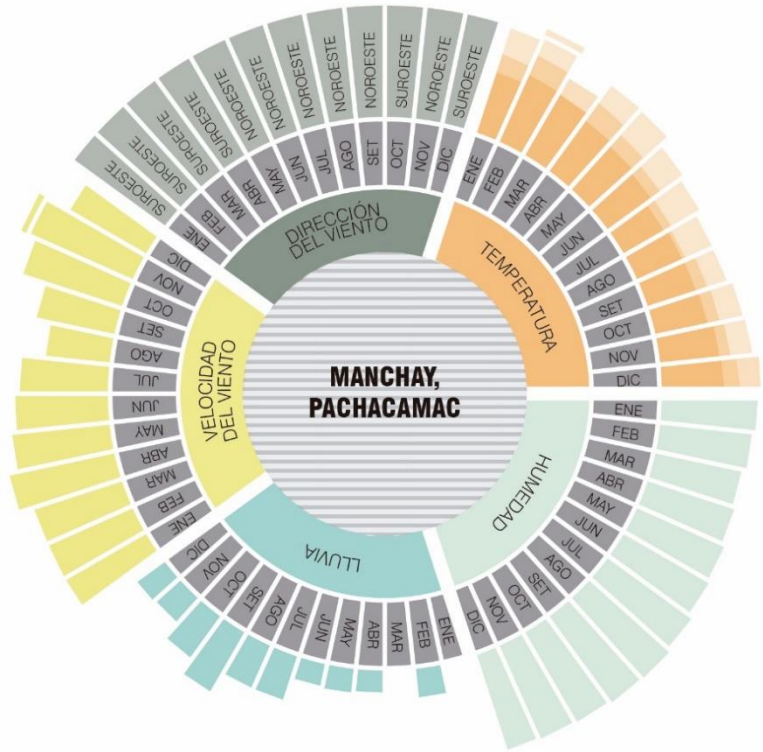 MANCHAY,
PACHACAMAC
DIRECCIÓN
DEL VIENTO
ENE
FEB
MAR
ABR
MAY
JUN
JUL
AGO
SET
OCT
NOV
DIC
SUROESTE
SUROESTE
SUROESTE
SUROESTE
NOROESTE
NOROESTE
NOROESTE
NOROESTE
NOROESTE
SUROESTE
NOROESTE
SUROESTE
TEMPERATURA
ENE
FEB
MAR
ABR
MAY
JUN
JUL
AGO
SET
OCT
NOV
DIC
HUMEDAD
ENE
FEB
MAR
ABR
MAY
JUN
JUL
AGO
SET
OCT
NOV
DIC
LLUVIA
ENE
FEB
MAR
ABR
MAY
JUN
JUL
AGO
SET
OCT
NOV
DIC
VELOCIDAD
DEL VIENTO
ENE
FEB
MAR
ABR
MAY
JUN
JUL
AGO
SET
OCT
NOV
DIC